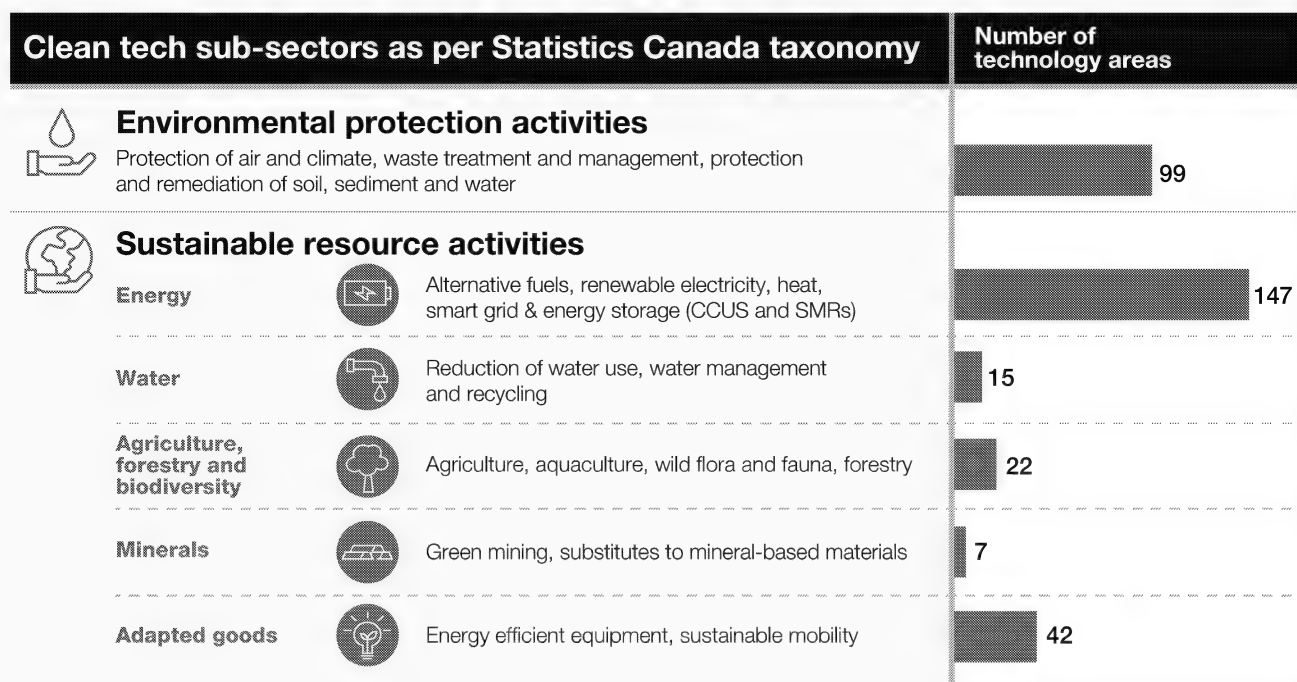 Clean tech sub-sectors as per Statistics Canada taxonomy
Number of
technology areas
Environmental protection activities
Protection of air and climate, waste treatment and management, protection
and remediation of soil, sediment and water
99
Sustainable resource activities
Energy
Alternative fuels, renewable electricity, heat,
smart grid & energy storage (CCUS and SMRs)
147
Water
Reduction of water use, water management
and recycling
15
Agriculture,
forestry and
biodiversity
Agriculture, aquaculture, wild flora and fauna, forestry
22
Minerals
Green mining, substitutes to mineral-based materials
7
Adapted goods
Energy efficient equipment, sustainable mobility
42